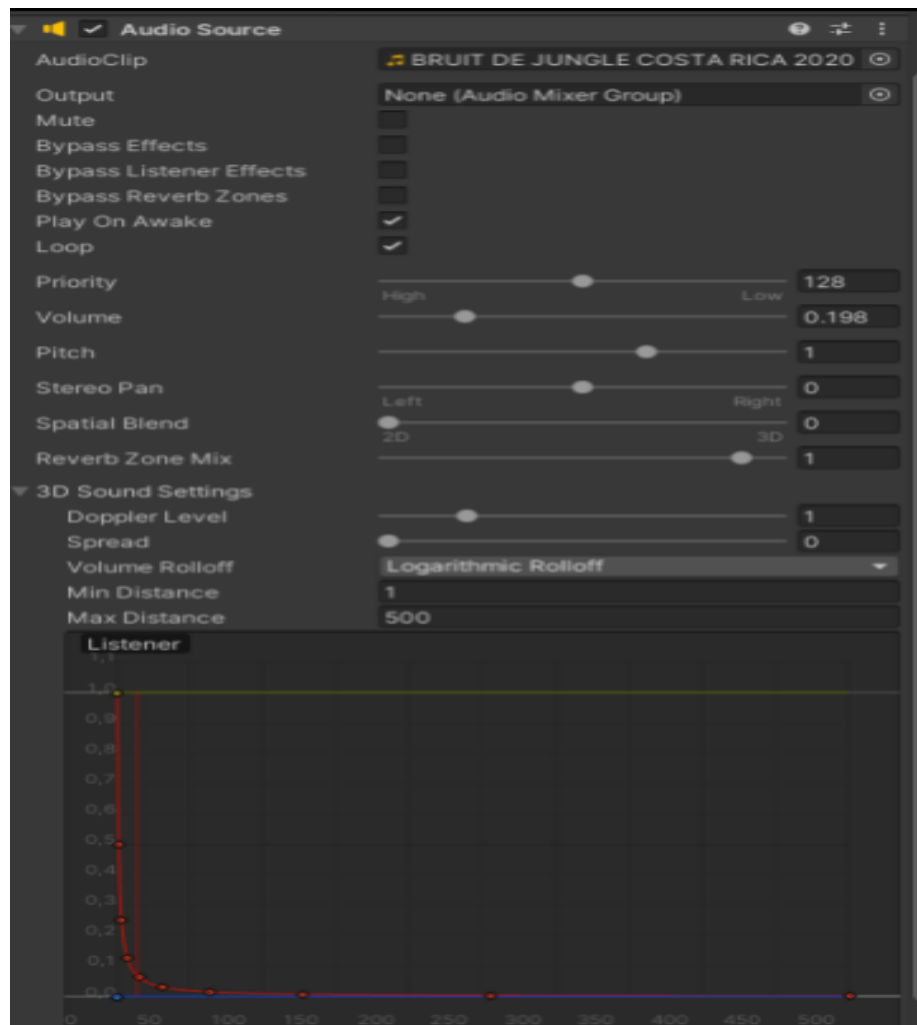 Audio Source
AudioClip BRUIT DE JUNGLE COSTA RICA 2020
Output None (Audio Mixer Group)
Mute
Bypass Effects
Bypass Listener Effects
Bypass Reverb Zones
Play On Awake
Loop
Priority 128
High Low
Volume 0.198
Pitch 1
Stereo Pan 0
Left Right
Spatial Blend 0
2D 3D
Reverb Zone Mix 1
3D Sound Settings
Doppler Level 1
Spread 0
Volume Rolloff Logarithmic Rolloff
Min Distance 1
Max Distance 500
Listener
1,1
1,0
0,9
0,8
0,7
0,6
0,5
0,4
0,3
0,2
0,1
0,0
0 50 100 150 200 250 300 350 400 450 500